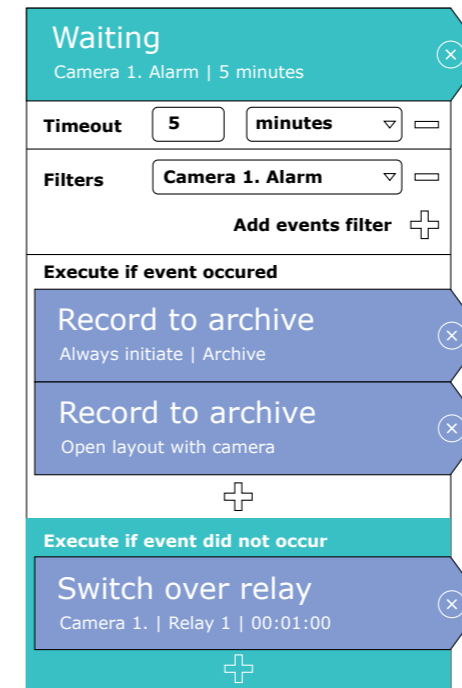 Waiting
Camera 1. Alarm | 5 minutes
Timeout 5 minutes
Filters Camera 1. Alarm
Add events filter
Execute if event occured
Record to archive
Always initiate | Archive
Record to archive
Open layout with camera
Execute if event did not occur
Switch over relay
Camera 1. | Relay 1 | 00:01:00